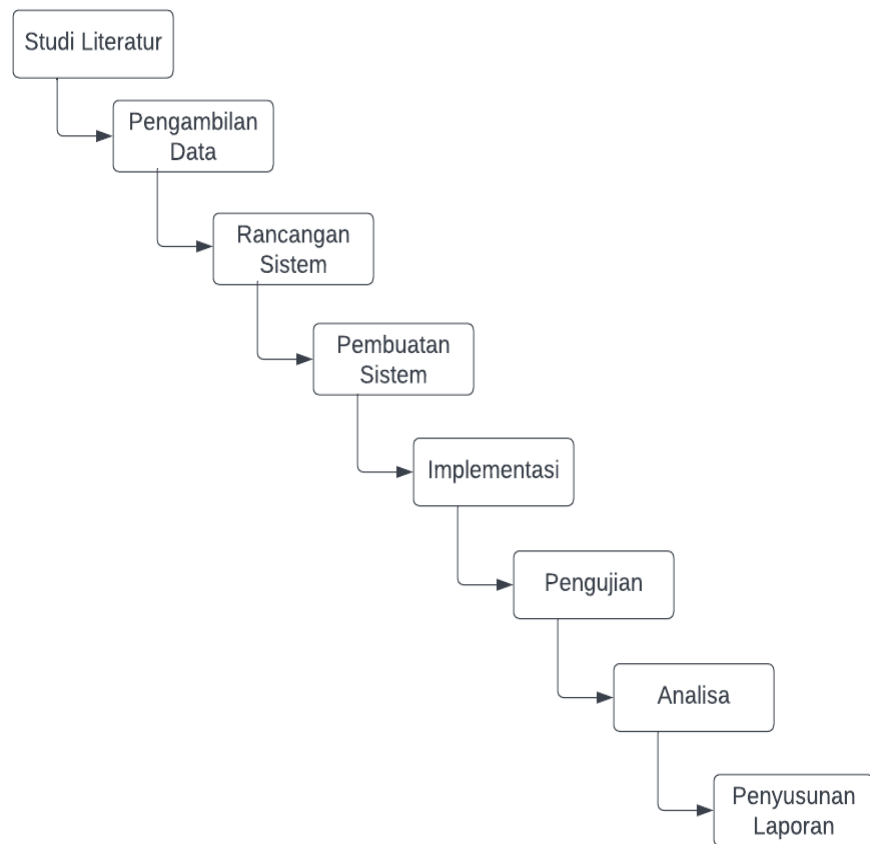 Studi Literatur
Pengambilan
Data
Rancangan
Sistem
Pembuatan
Sistem
Implementasi
Pengujian
Analisa
Penyusunan
Laporan